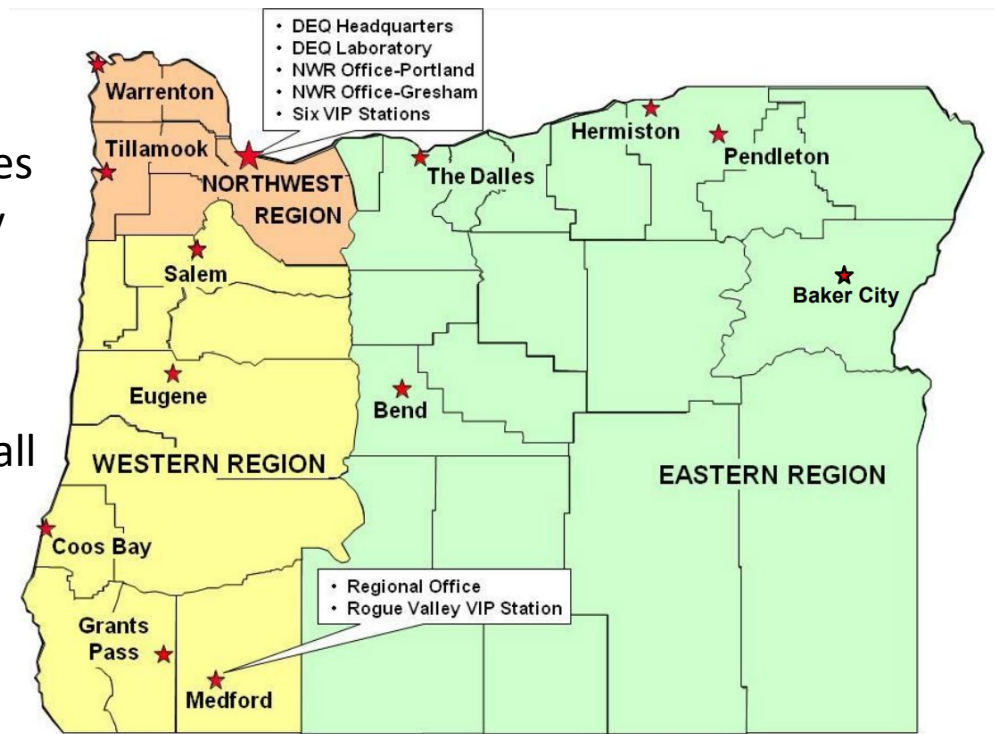 • DEQ Headquarters
• DEQ Laboratory
• NWR Office-Portland
• NWR Office-Gresham
• Six VIP Stations
Warrenton
Tillamook
NORTHWEST
REGION
The Dalles
Hermiston
Pendleton
Salem
Baker City
Eugene
Bend
WESTERN REGION
EASTERN REGION
Coos Bay
• Regional Office
• Rogue Valley VIP Station
Grants
Pass
Medford
es
all